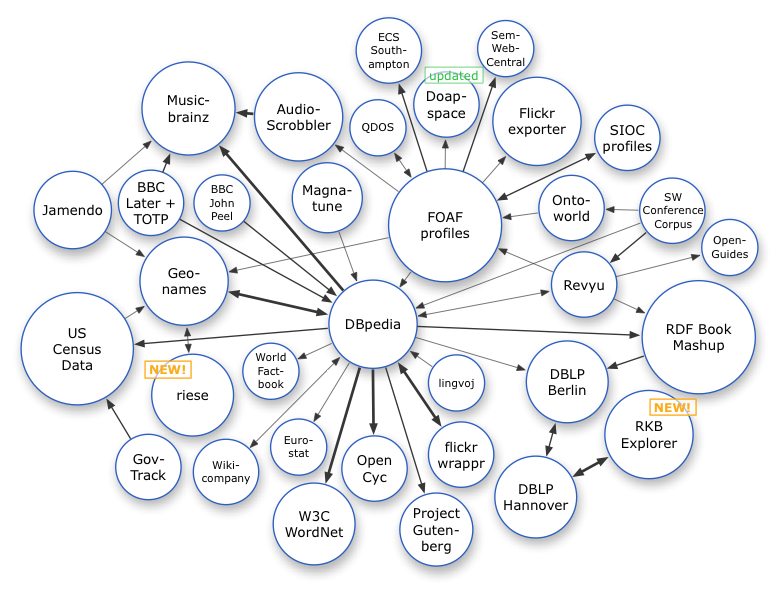 ECS
South-
ampton
Sem-
Web-
Central
updated
Doap-
space
Music-
brainz
Audio-
Scrobbler
QDOS
Flickr
exporter
SIOC
profiles
Jamendo
BBC
Later +
TOTP
BBC
John
Peel
Magna-
tune
FOAF
profiles
Onto-
world
SW
Conference
Corpus
Open-
Guides
Geo-
names
Revyu
DBpedia
US
Census
Data
RDF Book
Mashup
NEW!
riese
World
Fact-
book
lingvoj
DBLP
Berlin
NEW!
RKB
Explorer
Gov-
Track
Wiki-
company
Euro-
stat
Open
Cyc
flickr
wrappr
DBLP
Hannover
W3C
WordNet
Project
Guten-
berg